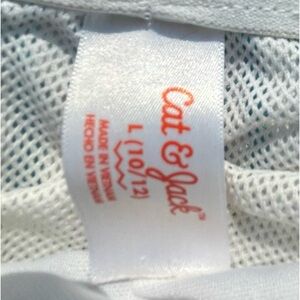 Cat & Jack™
L (10/12)
MADE IN VIETNAM
HECHO EN VIETNAM